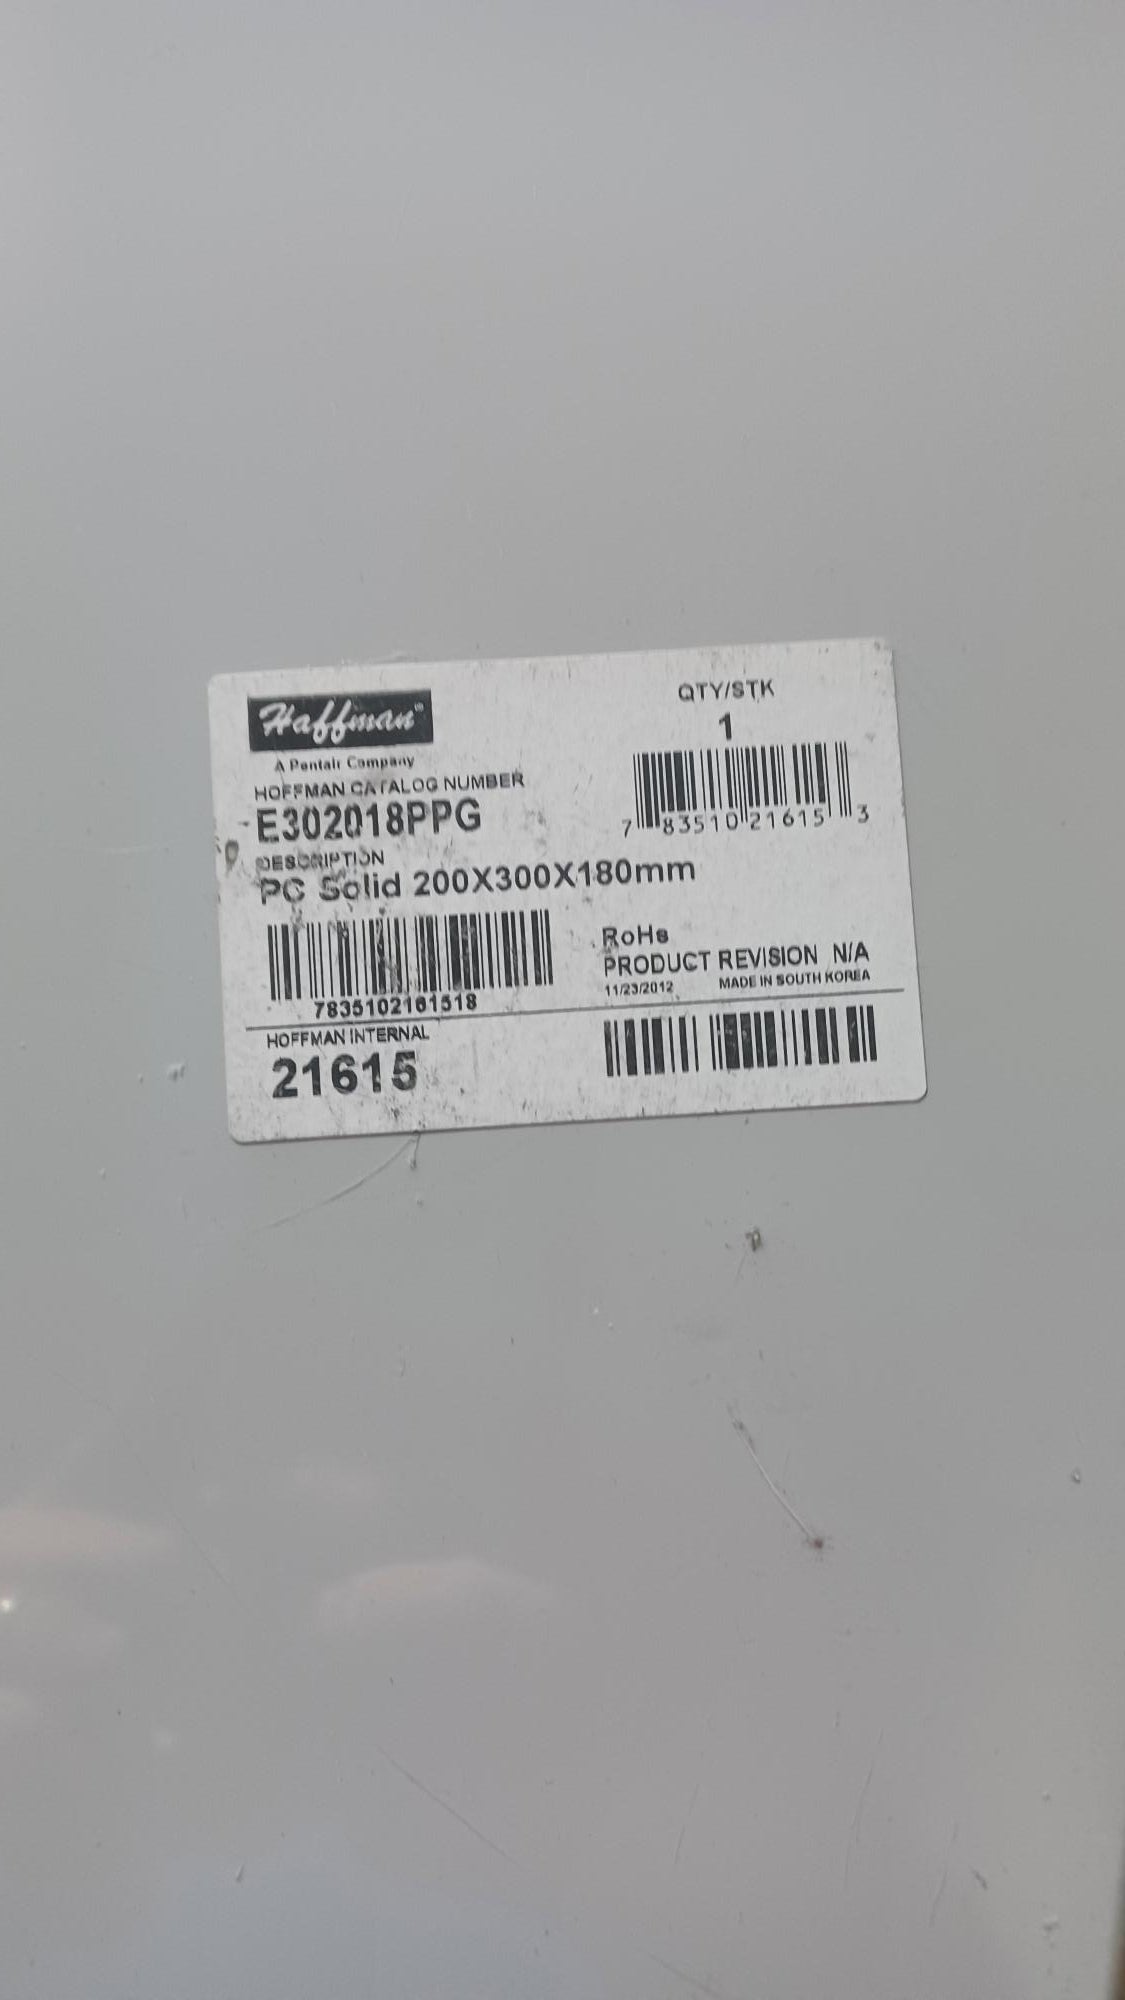 Hoffman®
A Pentair Company
HOFFMAN CATALOG NUMBER
E302018PPG
DESCRIPTION
PC Solid 200X300X180mm
7835102161518
QTY/STK
1
7 83510 21615 3
RoHs
PRODUCT REVISION N/A
11/23/2012 MADE IN SOUTH KOREA
HOFFMAN INTERNAL
21615